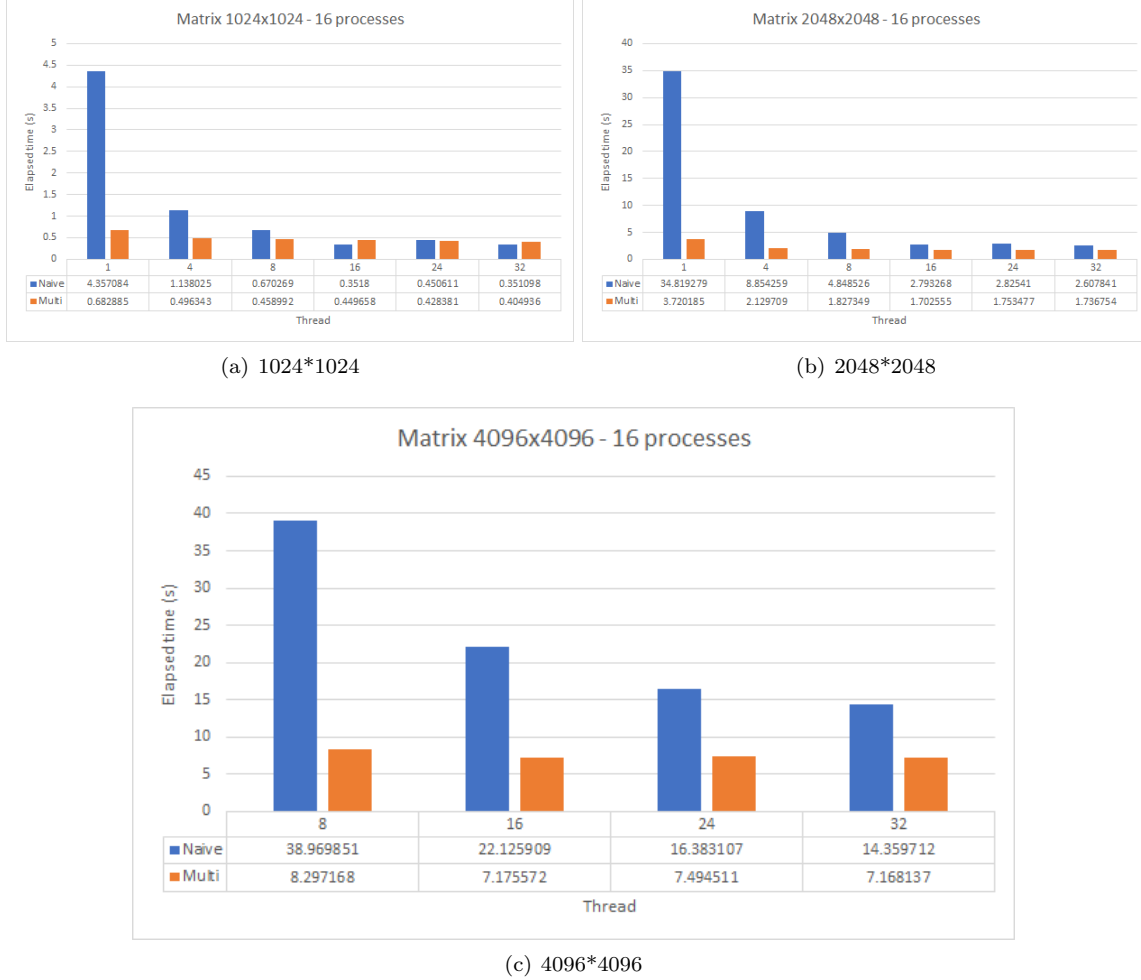 Matrix 1024x1024 - 16 processes
Elapsed time (s)
5
4.5
4
3.5
3
2.5
2
1.5
1
0.5
0
1 4 8 16 24 32
Naive 4.357084 1.138025 0.670269 0.3518 0.450611 0.351098
Multi 0.682885 0.496343 0.458992 0.449658 0.428381 0.404936
Thread
(a) 1024*1024
Matrix 2048x2048 - 16 processes
Elapsed time (s)
40
35
30
25
20
15
10
5
0
1 4 8 16 24 32
Naive 34.819279 8.854259 4.848526 2.793268 2.82541 2.607841
Multi 3.720185 2.129709 1.827349 1.702555 1.753477 1.736754
Thread
(b) 2048*2048
Matrix 4096x4096 - 16 processes
Elapsed time (s)
45
40
35
30
25
20
15
10
5
0
8 16 24 32
Naive 38.969851 22.125909 16.383107 14.359712
Multi 8.297168 7.175572 7.494511 7.168137
Thread
(c) 4096*4096